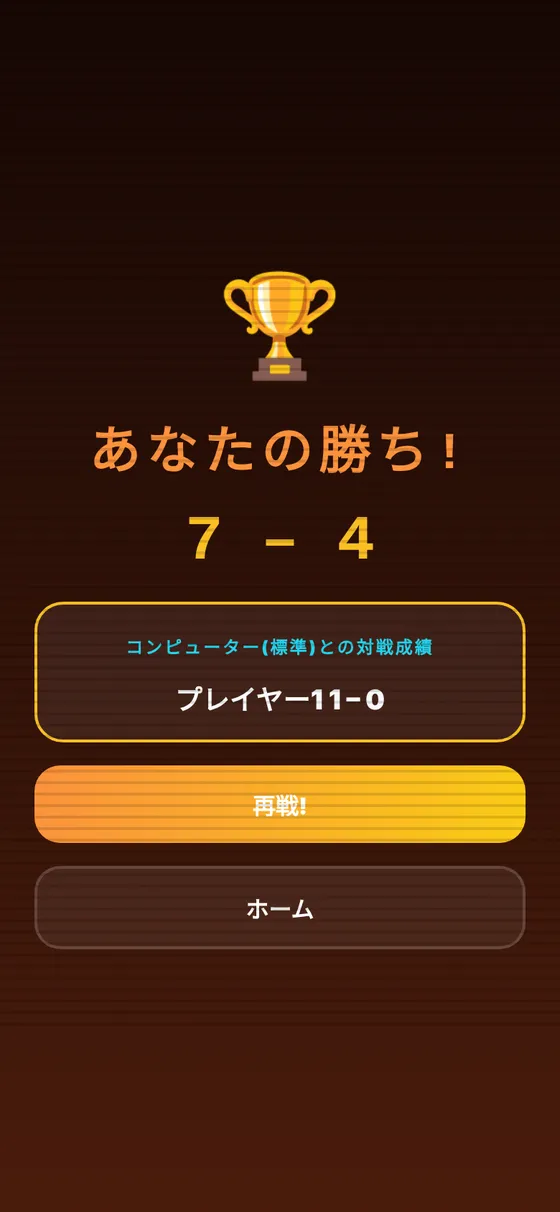 あなたの勝ち!
7 – 4
コンピューター(標準)との対戦成績
プレイヤー11–0
再戦!
ホーム